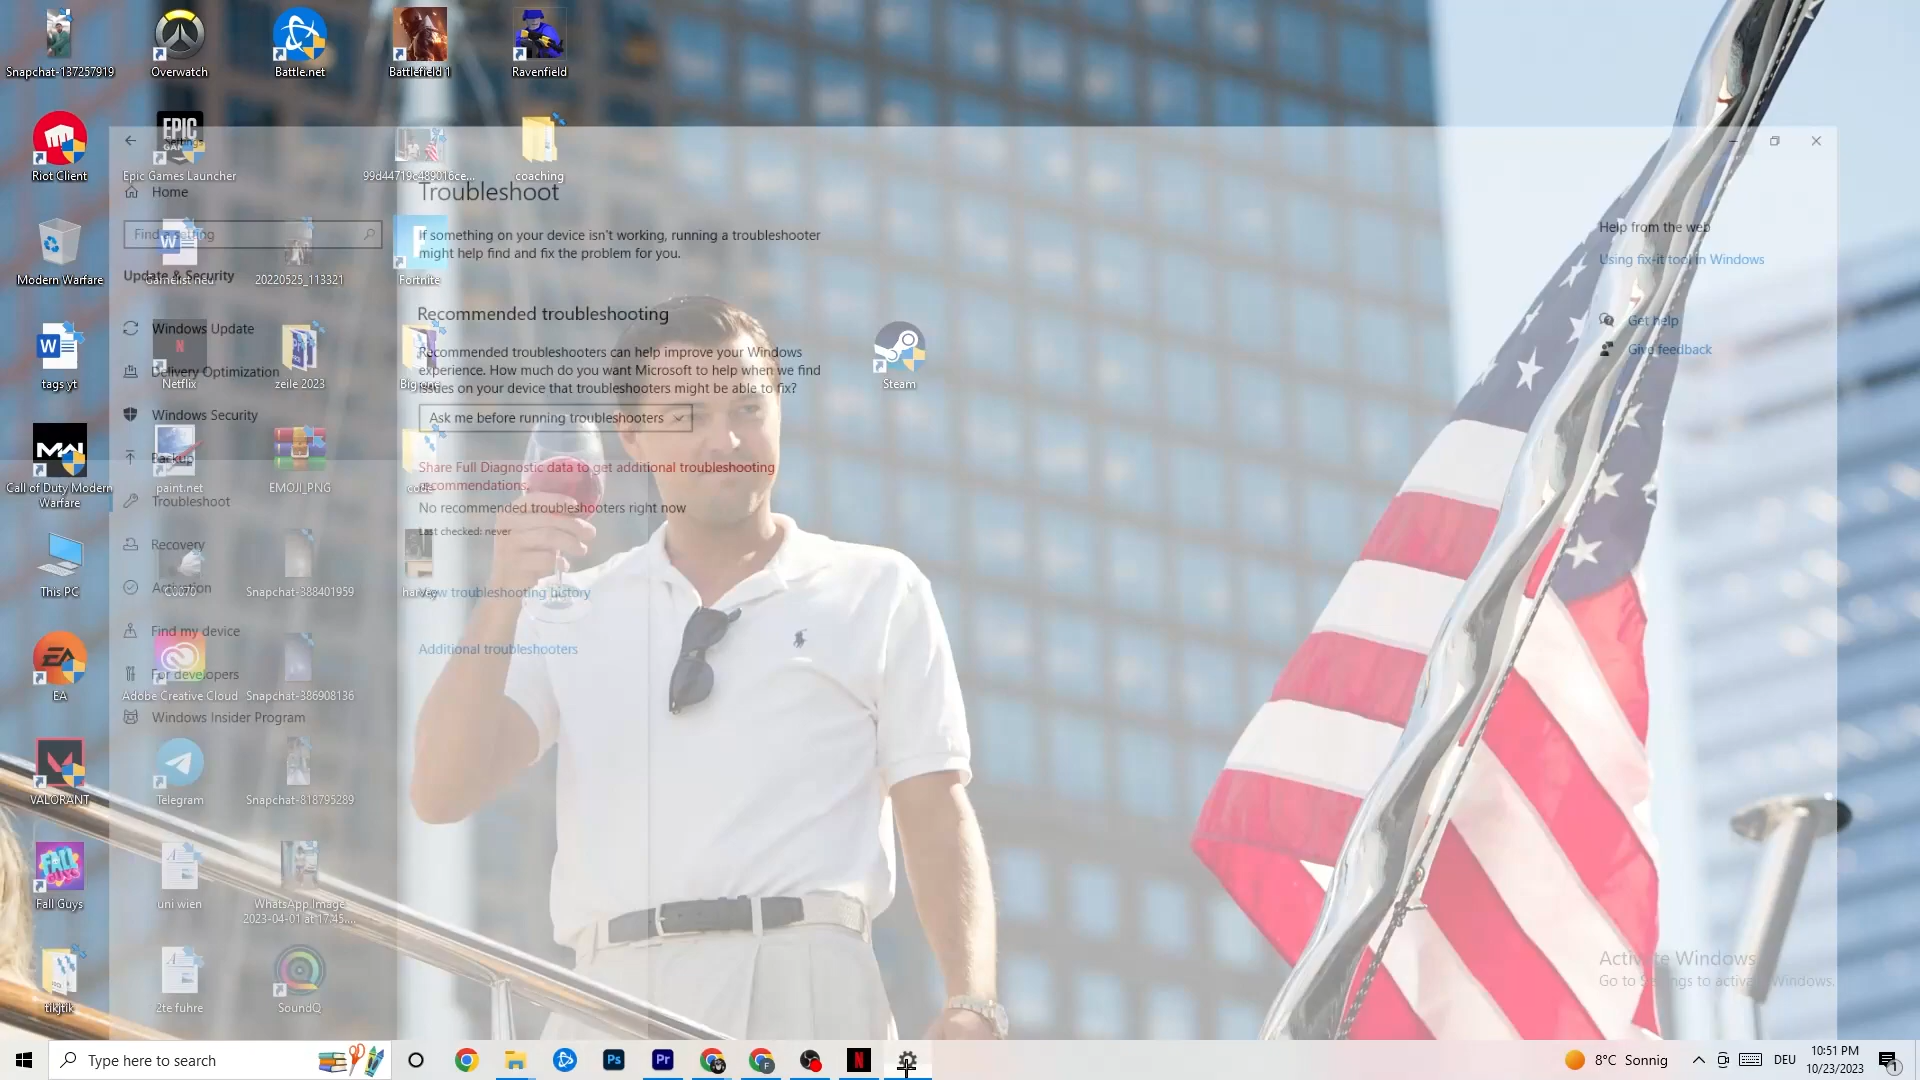 Snapchat-137257919
Overwatch
Battle.net
Battlefield 1
Ravenfield
Riot Client
EPIC
Epic Games Launcher
99d44719c489016ce...
coaching
Modern Warfare
Gamelist neu
20220525_113321
Fortnite
tags yt
Netflix
zeile 2023
Steam
Call of Duty Modern
Warfare
paint.net
EMOJI_PNG
This PC
Snapchat-388401959
EA
Adobe Creative Cloud
Snapchat-386908136
VALORANT
Telegram
Snapchat-818795289
Fall Guys
uni wien
WhatsApp Image
2023-04-01 at 17.45....
tikjtik
2te fuhre
SoundQ
Settings
Home
Find a setting
Update & Security
Windows Update
Delivery Optimization
Windows Security
Backup
Troubleshoot
Recovery
Activation
Find my device
For developers
Windows Insider Program
Troubleshoot
If something on your device isn't working, running a troubleshooter
might help find and fix the problem for you.
Recommended troubleshooting
Recommended troubleshooters can help improve your Windows
experience. How much do you want Microsoft to help when we find
issues on your device that troubleshooters might be able to fix?
Ask me before running troubleshooters
Share Full Diagnostic data to get additional troubleshooting
recommendations.
No recommended troubleshooters right now
Last checked: never
View troubleshooting history
Additional troubleshooters
Help from the web
Using fix-it tool in Windows
Get help
Give feedback
Activate Windows
Go to Settings to activate Windows.
Type here to search
Ps
Pr
8°C Sonnig
DEU
10:51 PM
10/23/2023
1